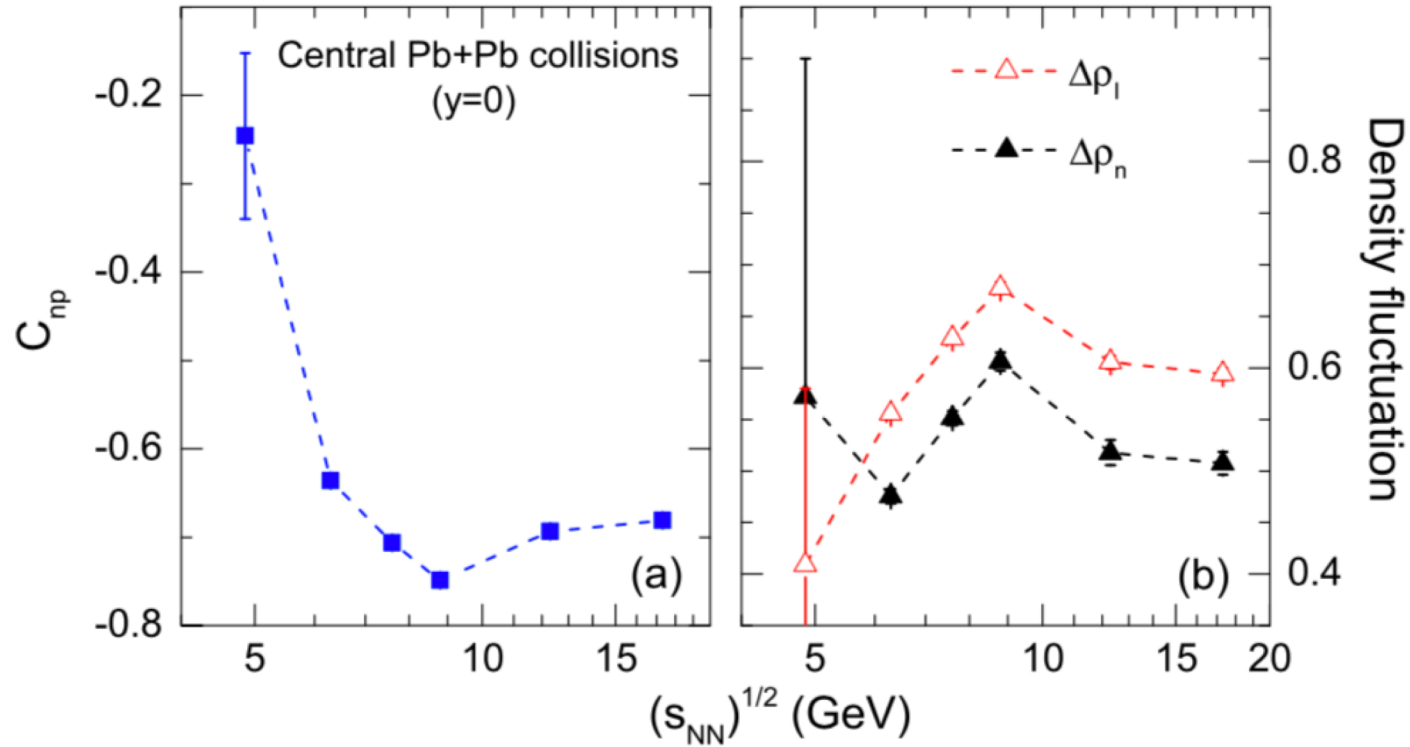 Central Pb+Pb collisions
(y=0)
C_np
-0.2
-0.4
-0.6
-0.8
(a)
5
10
15
Δρ_l
Δρ_n
(b)
5
10
15
20
0.8
0.6
0.4
Density fluctuation
(s_NN)^1/2 (GeV)